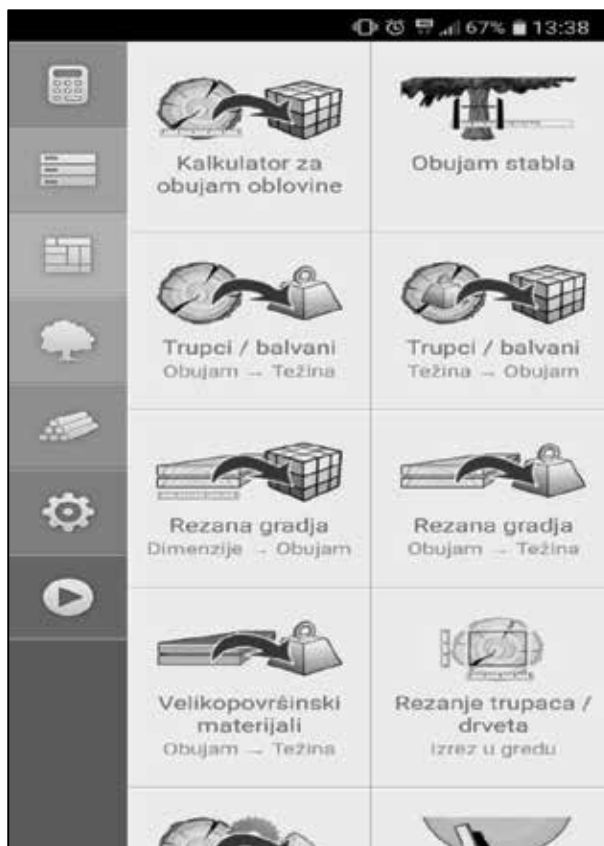 67% 13:38
Kalkulator za
obujam oblovine
Obujam stabla
Trupci / balvani
Obujam → Težina
Trupci / balvani
Težina → Obujam
Rezana gradja
Dimenzije → Obujam
Rezana gradja
Obujam → Težina
Velikopovršinski
materijali
Obujam → Težina
Rezanje trupaca /
drveta
Izrez u gredu